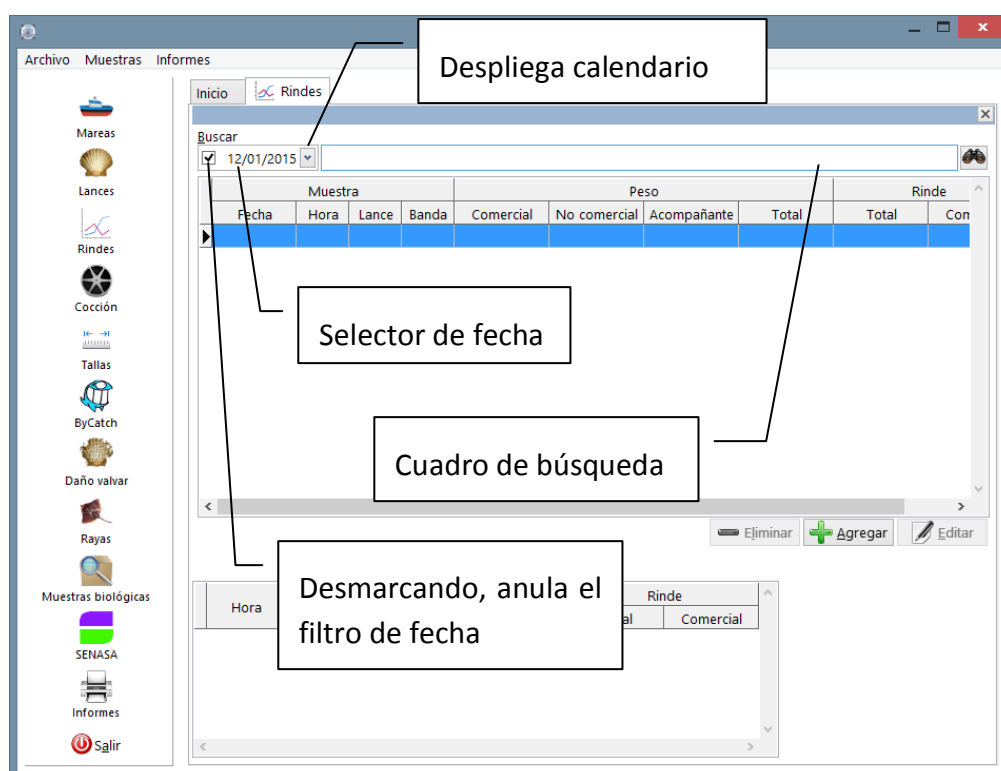 Despliega calendario
Archivo Muestras Informes
Inicio Rindes
Buscar
12/01/2015
Muestra Peso Rinde
Fecha Hora Lance Banda Comercial No comercial Acompañante Total Total Com
Selector de fecha
Cuadro de búsqueda
Eliminar Agregar Editar
Desmarcando, anula el
filtro de fecha
Rinde
Hora al Comercial
Mareas
Lances
Rindes
Cocción
Tallas
ByCatch
Daño valvar
Rayas
Muestras biológicas
SENASA
Informes
Salir